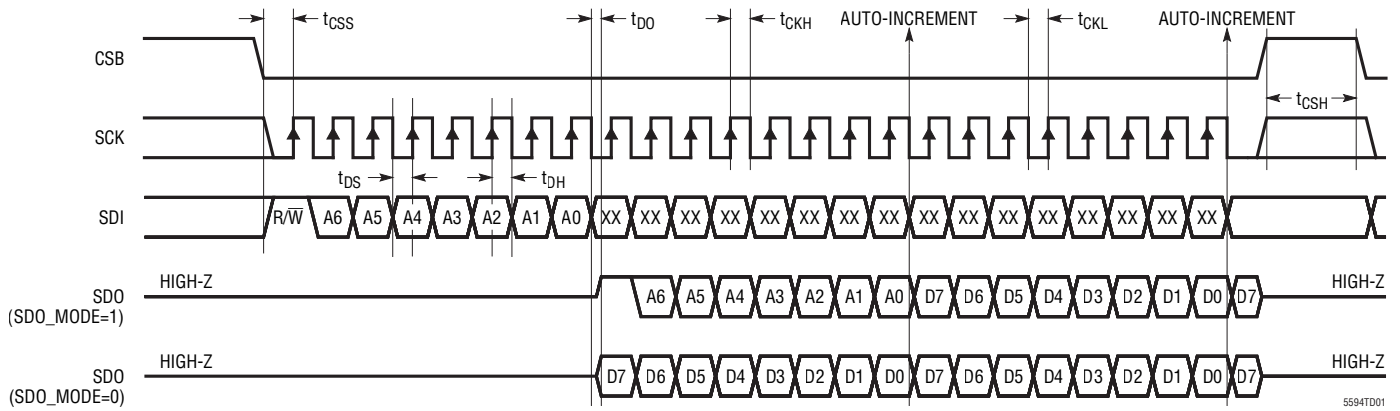 tCSS
tDO
tCKH
AUTO-INCREMENT
tCKL
AUTO-INCREMENT
CSB
tCSH
SCK
tDS
tDH
SDI
R/W̅ A6 A5 A4 A3 A2 A1 A0 XX XX XX XX XX XX XX XX XX XX XX XX XX XX XX XX
HIGH-Z
HIGH-Z
SDO
(SDO_MODE=1)
A6 A5 A4 A3 A2 A1 A0 D7 D6 D5 D4 D3 D2 D1 D0 D7
HIGH-Z
HIGH-Z
SDO
(SDO_MODE=0)
D7 D6 D5 D4 D3 D2 D1 D0 D7 D6 D5 D4 D3 D2 D1 D0 D7
5594TD01